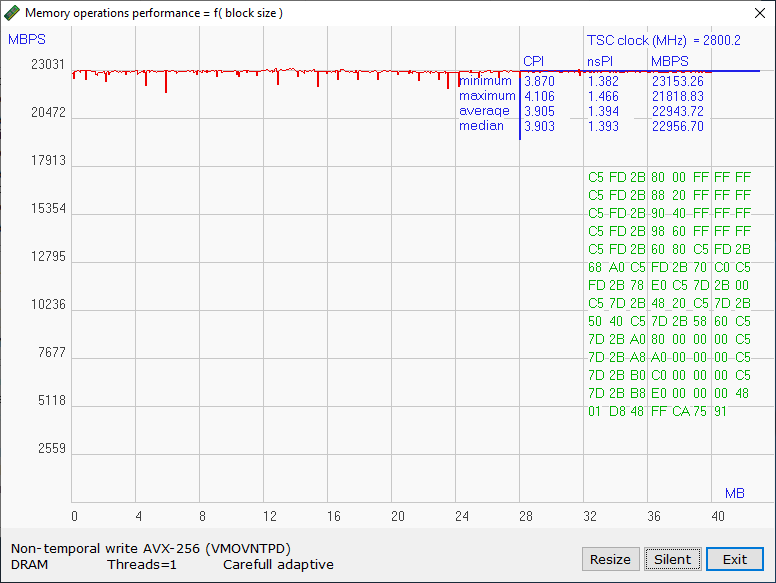 Memory operations performance = f( block size )
MBPS
TSC clock (MHz) = 2800.2
CPI nsPI MBPS
minimum 3.870 1.382 23153.26
maximum 4.106 1.466 21818.83
average 3.905 1.394 22943.72
median 3.903 1.393 22956.70
23031
20472
17913
15354
12795
10236
7677
5118
2559
C5 FD 2B 80 00 FF FF FF
C5 FD 2B 88 20 FF FF FF
C5 FD 2B 90 40 FF FF FF
C5 FD 2B 98 60 FF FF FF
C5 FD 2B 60 80 C5 FD 2B
68 A0 C5 FD 2B 70 C0 C5
FD 2B 78 E0 C5 7D 2B 00
C5 7D 2B 48 20 C5 7D 2B
50 40 C5 7D 2B 58 60 C5
7D 2B A0 80 00 00 00 C5
7D 2B A8 A0 00 00 00 C5
7D 2B B0 C0 00 00 00 C5
7D 2B B8 E0 00 00 00 48
01 D8 48 FF CA 75 91
MB
0 4 8 12 16 20 24 28 32 36 40
Non-temporal write AVX-256 (VMOVNTPD)
DRAM Threads=1 Carefull adaptive
Resize Silent Exit